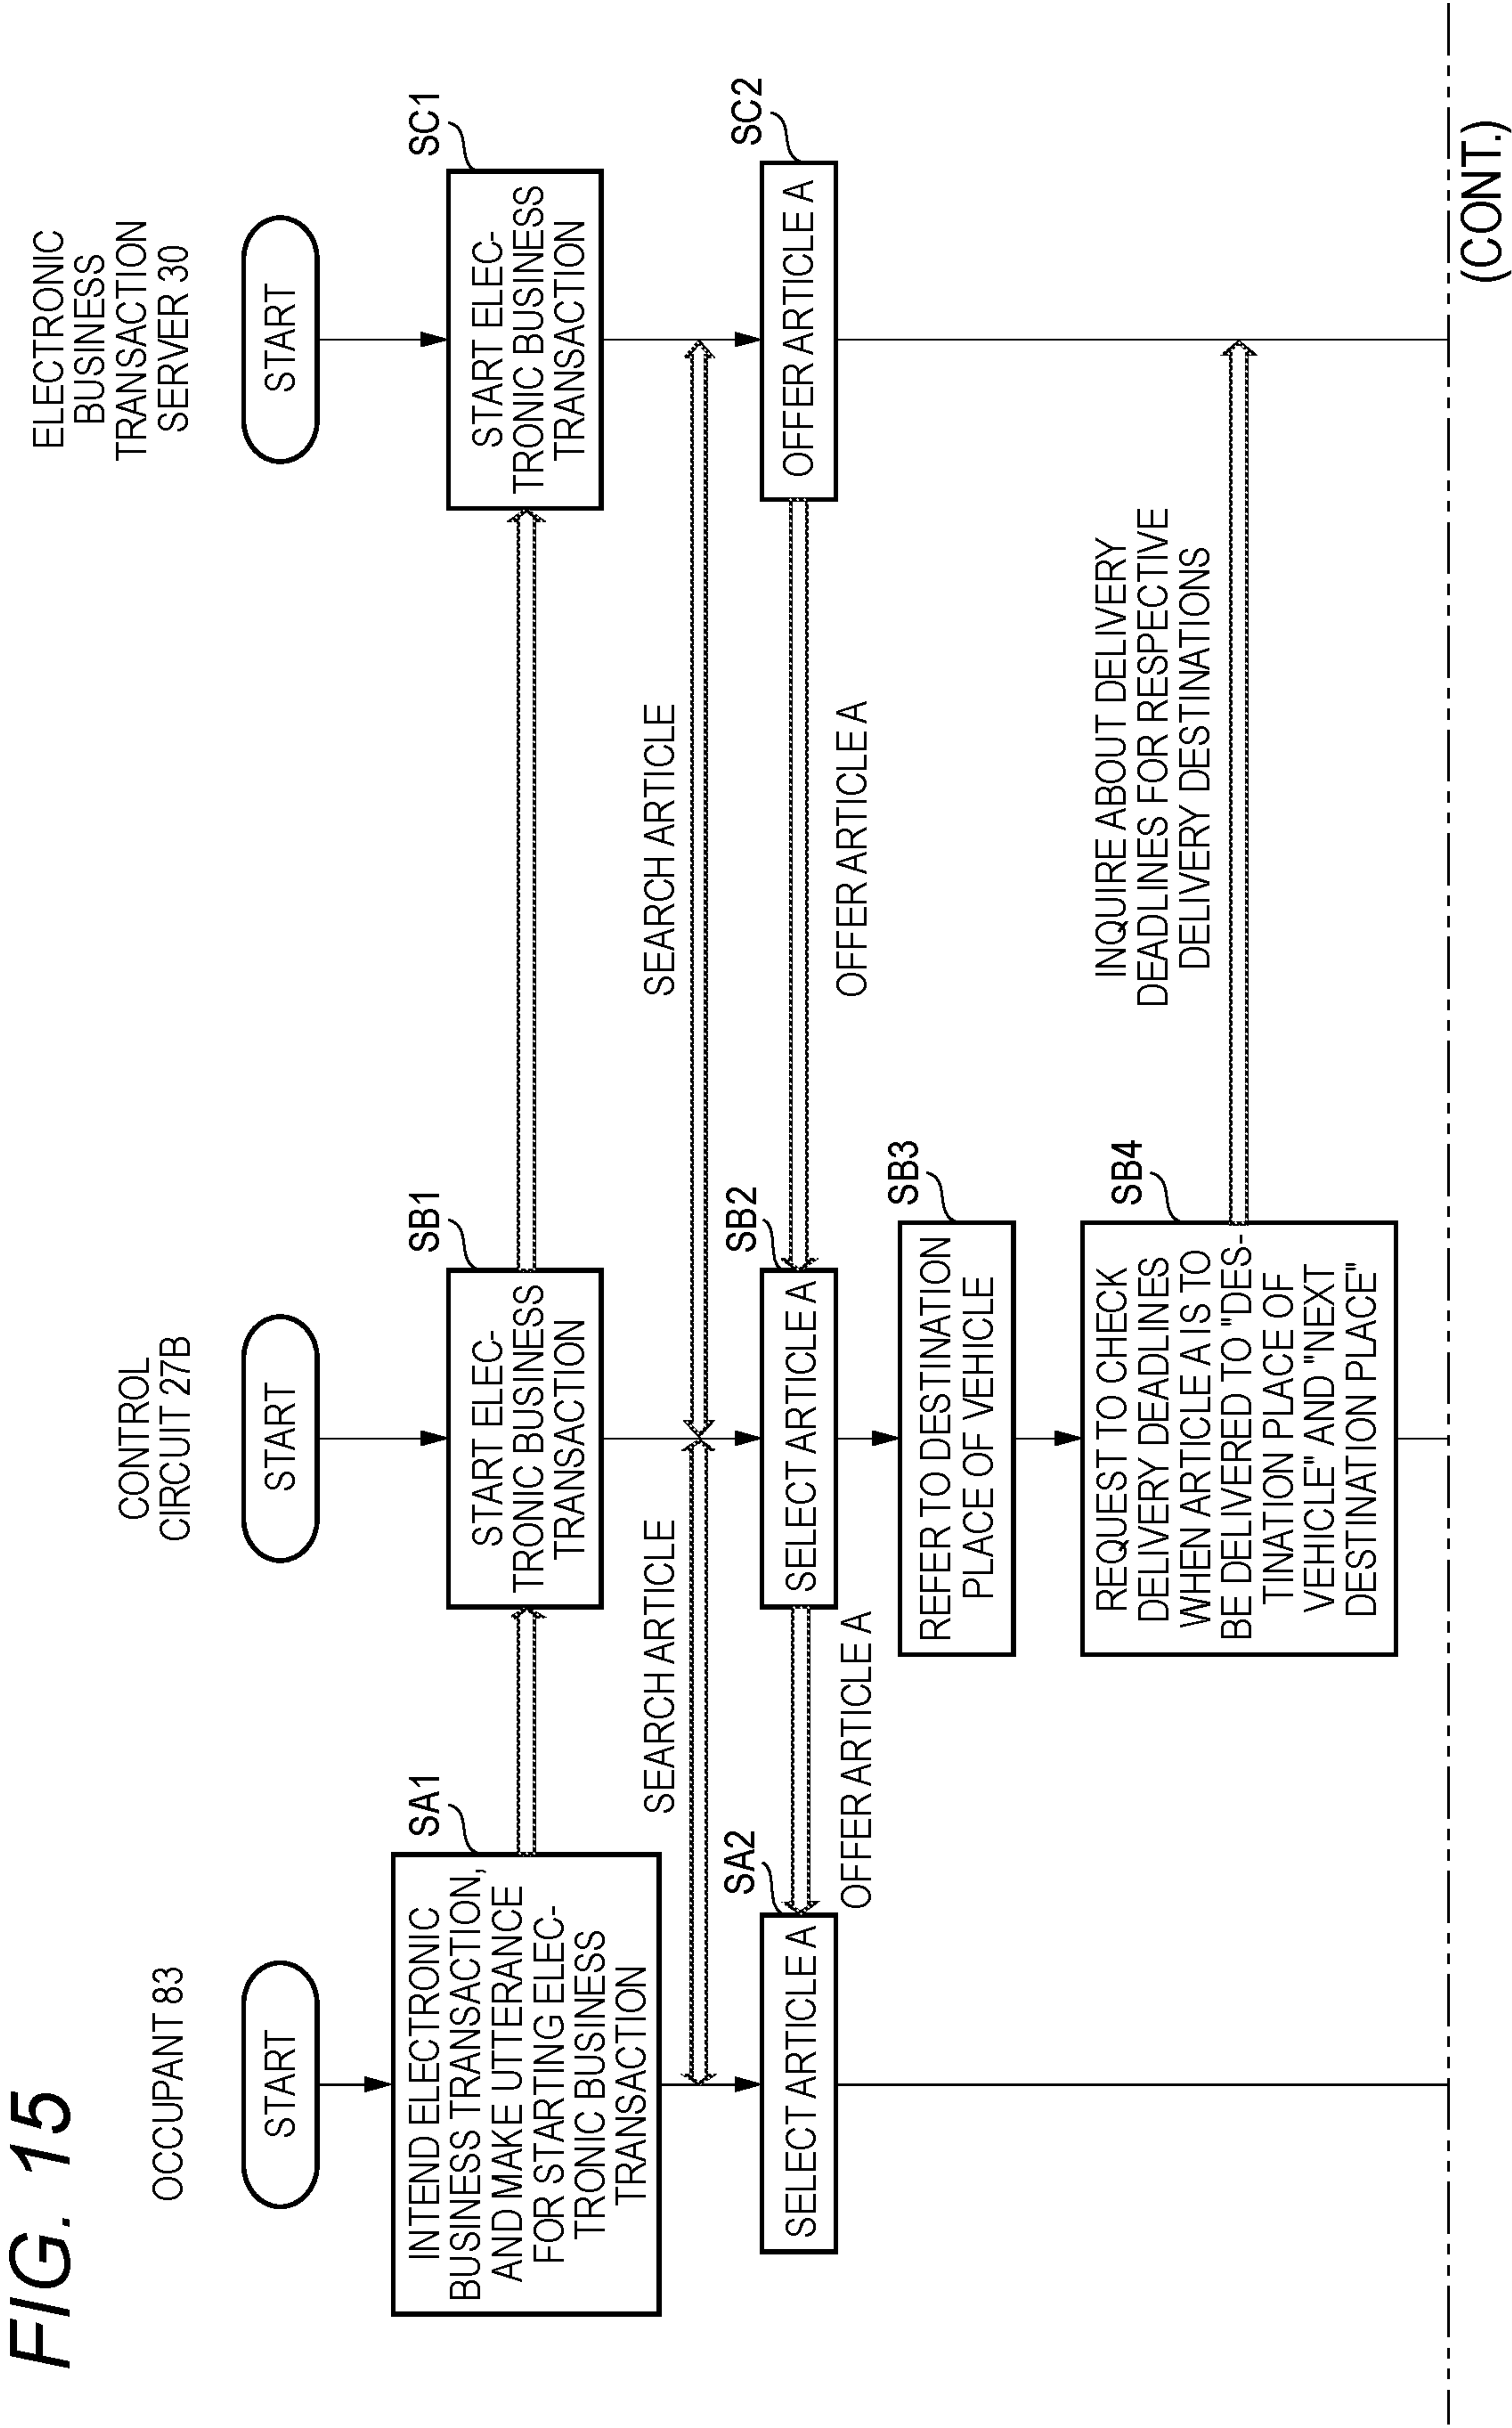 FIG. 15
OCCUPANT 83
CONTROL
CIRCUIT 27B
ELECTRONIC
BUSINESS
TRANSACTION
SERVER 30
START
START
START
SA1
INTEND ELECTRONIC
BUSINESS TRANSACTION,
AND MAKE UTTERANCE
FOR STARTING ELEC-
TRONIC BUSINESS
TRANSACTION
SB1
START ELEC-
TRONIC BUSINESS
TRANSACTION
SC1
START ELEC-
TRONIC BUSINESS
TRANSACTION
SEARCH ARTICLE
SEARCH ARTICLE
SA2
SELECT ARTICLE A
SB2
SELECT ARTICLE A
SC2
OFFER ARTICLE A
OFFER ARTICLE A
OFFER ARTICLE A
SB3
REFER TO DESTINATION
PLACE OF VEHICLE
SB4
REQUEST TO CHECK
DELIVERY DEADLINES
WHEN ARTICLE A IS TO
BE DELIVERED TO "DES-
TINATION PLACE OF
VEHICLE" AND "NEXT
DESTINATION PLACE"
INQUIRE ABOUT DELIVERY
DEADLINES FOR RESPECTIVE
DELIVERY DESTINATIONS
(CONT.)